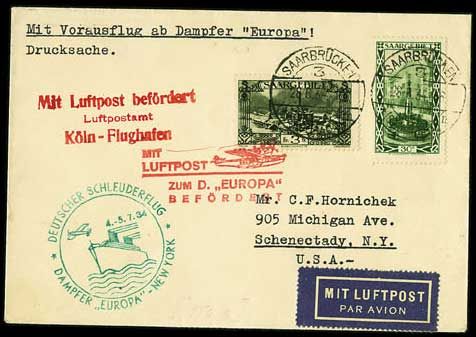 Mit Vorausflug ab Dampfer "Europa"!
Drucksache.
SAARBRÜCKEN
3
SAARBRÜCKEN
SAARGEBIET
SAARGEBIET
Mit Luftpost befördert
Luftpostamt
Köln-Flughafen
MIT
LUFTPOST
ZUM D. „EUROPA"
BEFÖRDERT
DEUTSCHER SCHLEUDERFLUG
4.-5.7.34
* DAMPFER „EUROPA" - NEW YORK *
Mr. C.F.Hornichek
905 Michigan Ave.
Schenectady, N.Y.
U.S.A.-
MIT LUFTPOST
PAR AVION